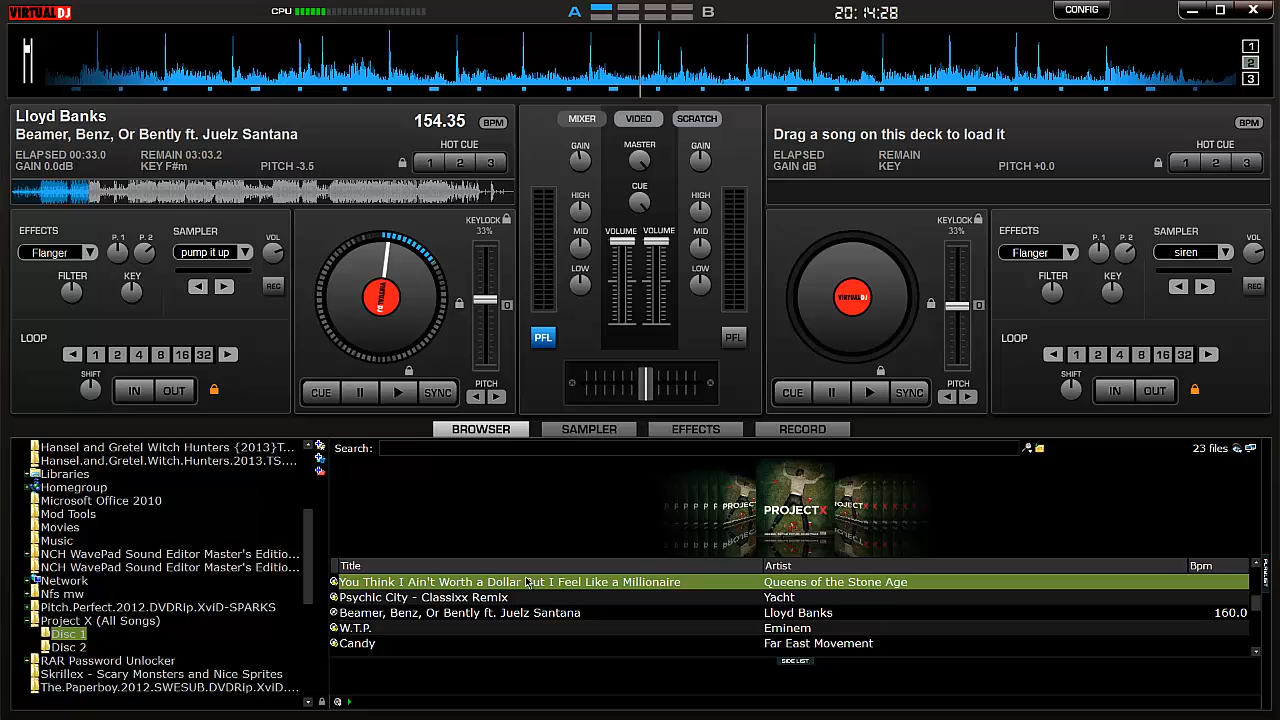 VIRTUAL DJ
CPU
A
B
20:14:28
CONFIG
1
2
3
Lloyd Banks
Beamer, Benz, Or Bently ft. Juelz Santana
154.35 BPM
ELAPSED 00:33.0 REMAIN 03:03.2
GAIN 0.0dB KEY F#m PITCH -3.5
HOT CUE
1 2 3
MIXER VIDEO SCRATCH
GAIN MASTER GAIN
CUE
HIGH HIGH
MID MID
VOLUME VOLUME
LOW LOW
PFL PFL
Drag a song on this deck to load it
BPM
ELAPSED REMAIN
GAIN dB KEY PITCH +0.0
HOT CUE
1 2 3
EFFECTS P. 1 P. 2 SAMPLER VOL
Flanger pump it up
FILTER KEY REC
LOOP
1 2 4 8 16 32
SHIFT
IN OUT
KEYLOCK
33%
0
CUE SYNC
PITCH
VIRTUAL DJ
KEYLOCK
33%
0
CUE SYNC
PITCH
EFFECTS P. 1 P. 2 SAMPLER VOL
Flanger siren
FILTER KEY REC
LOOP
1 2 4 8 16 32
SHIFT
IN OUT
BROWSER SAMPLER EFFECTS RECORD
Hansel and Gretel Witch Hunters {2013}T...
Hansel.and.Gretel.Witch.Hunters.2013.TS....
Libraries
Homegroup
Microsoft Office 2010
Mod Tools
Movies
Music
NCH WavePad Sound Editor Master's Editio...
NCH WavePad Sound Editor Master's Editio...
Network
Nfs mw
Pitch.Perfect.2012.DVDRip.XviD-SPARKS
Project X (All Songs)
Disc 1
Disc 2
RAR Password Unlocker
Skrillex - Scary Monsters and Nice Sprites
The.Paperboy.2012.SWESUB.DVDRip.XviD....
Search:
23 files
PROJECT X
Title Artist Bpm
You Think I Ain't Worth a Dollar But I Feel Like a Millionaire Queens of the Stone Age
Psychic City - Classixx Remix Yacht
Beamer, Benz, Or Bently ft. Juelz Santana Lloyd Banks 160.0
W.T.P. Eminem
Candy Far East Movement
SIDE LIST
PLAYLIST